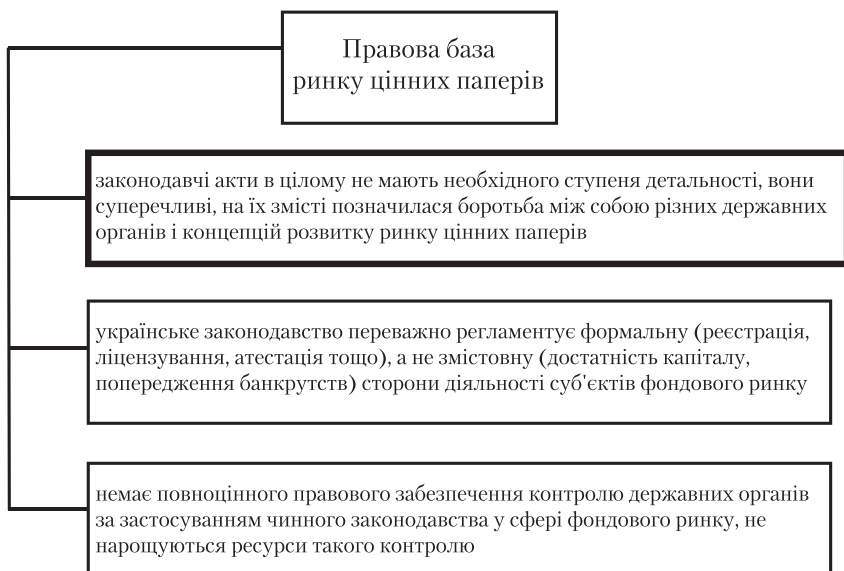 Правова база
ринку цінних паперів
законодавчі акти в цілому не мають необхідного ступеня детальності, вони
суперечливі, на їх змісті позначилася боротьба між собою різних державних
органів і концепцій розвитку ринку цінних паперів
українське законодавство переважно регламентує формальну (реєстрація,
ліцензування, атестація тощо), а не змістовну (достатність капіталу,
попередження банкрутств) сторони діяльності суб'єктів фондового ринку
немає повноцінного правового забезпечення контролю державних органів
за застосуванням чинного законодавства у сфері фондового ринку, не
нарощуються ресурси такого контролю